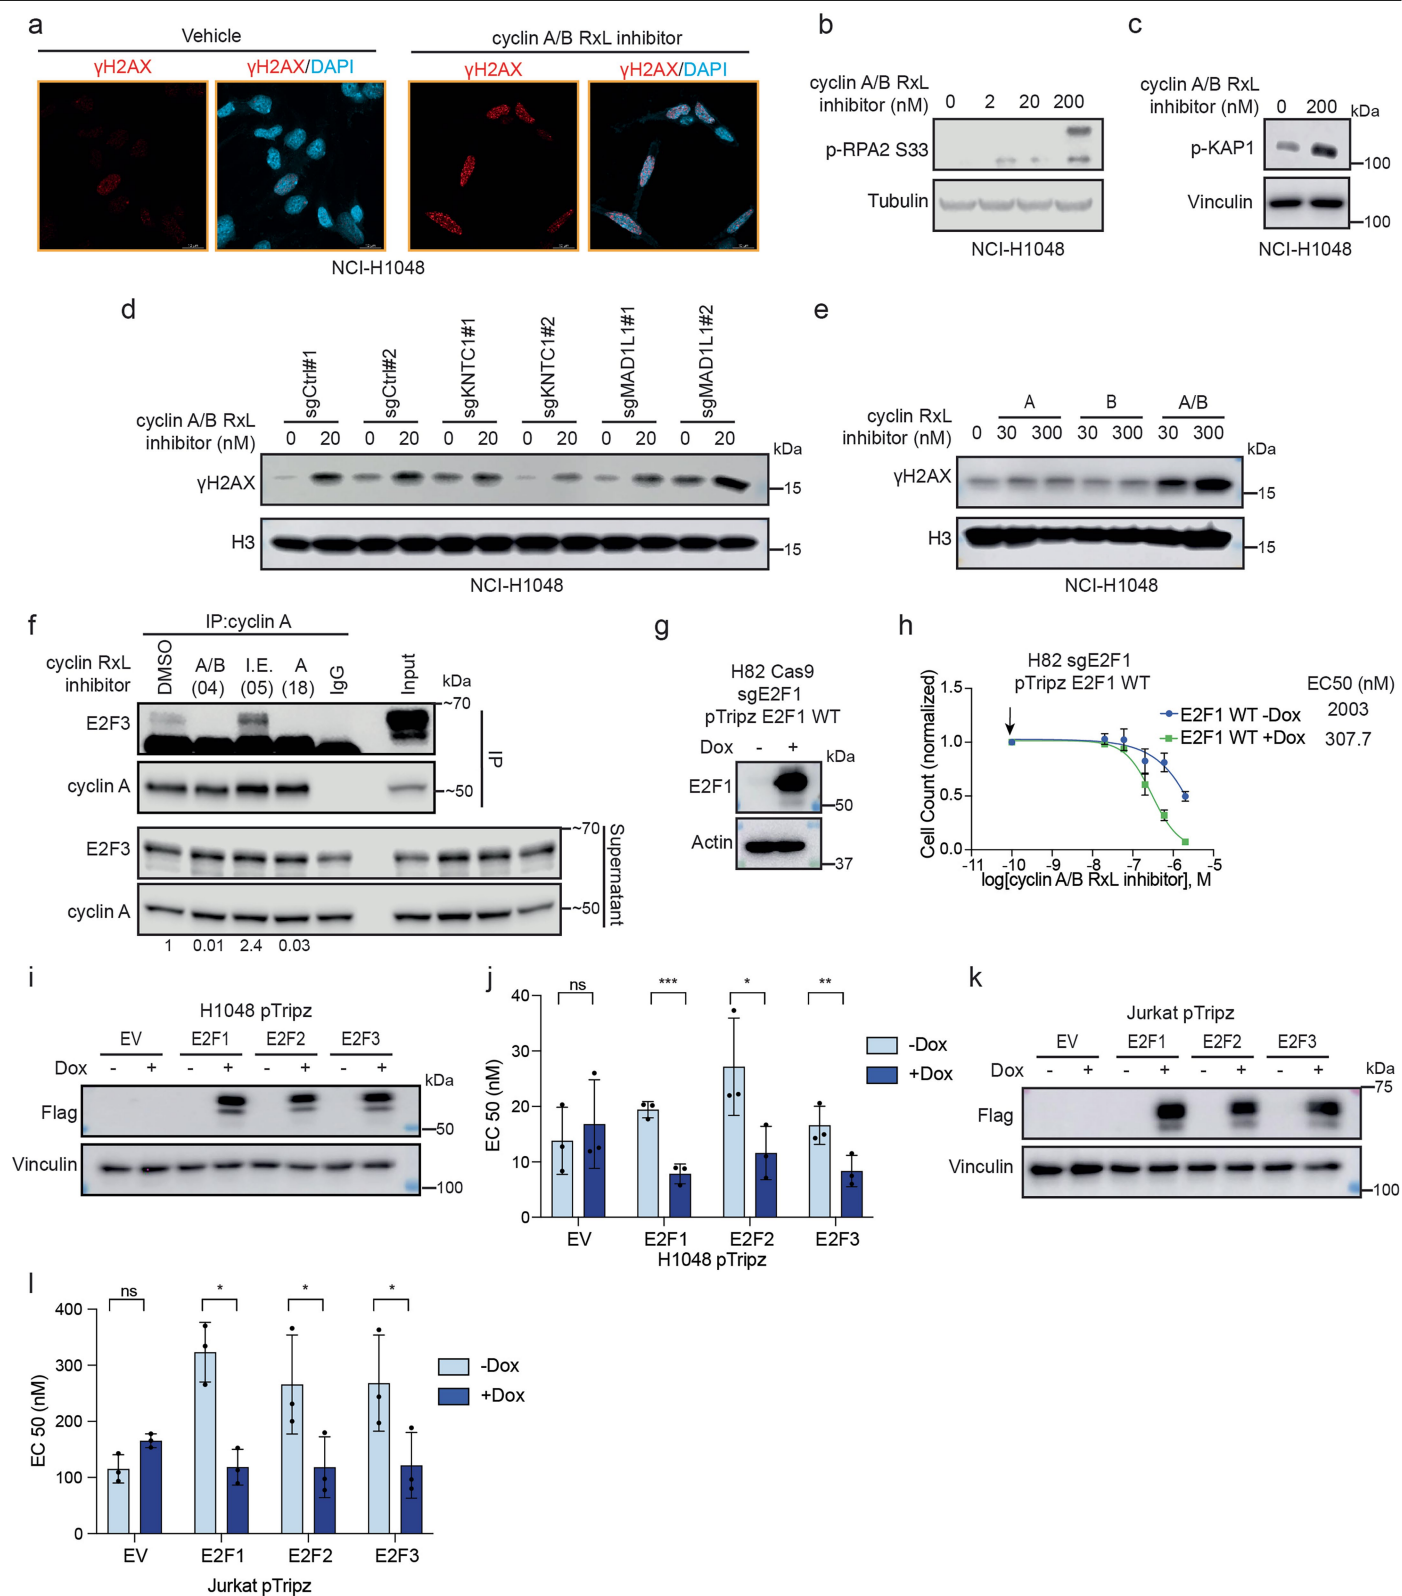 a
Vehicle
cyclin A/B RxL inhibitor
γH2AX
γH2AX/DAPI
γH2AX
γH2AX/DAPI
NCI-H1048
b
cyclin A/B RxL
inhibitor (nM)
0 2 20 200
p-RPA2 S33
Tubulin
NCI-H1048
c
cyclin A/B RxL
inhibitor (nM)
0 200
kDa
p-KAP1
100
Vinculin
100
NCI-H1048
d
sgCtrl#1
sgCtrl#2
sgKNTC1#1
sgKNTC1#2
sgMAD1L1#1
sgMAD1L1#2
cyclin A/B RxL
inhibitor (nM)
0 20 0 20 0 20 0 20 0 20 0 20
kDa
γH2AX
15
H3
15
NCI-H1048
e
A B A/B
cyclin RxL
inhibitor (nM)
0 30 300 30 300 30 300
kDa
γH2AX
15
H3
15
NCI-H1048
f
IP:cyclin A
cyclin RxL
inhibitor
DMSO
A/B
(04)
I.E.
(05)
A
(18)
IgG
Input
kDa
E2F3
~70
cyclin A
~50
IP
E2F3
~70
cyclin A
~50
Supernatant
1 0.01 2.4 0.03
g
H82 Cas9
sgE2F1
pTripz E2F1 WT
Dox - +
kDa
E2F1
50
Actin
37
h
H82 sgE2F1
pTripz E2F1 WT
EC50 (nM)
E2F1 WT -Dox 2003
E2F1 WT +Dox 307.7
Cell Count (normalized)
1.5
1.0
0.5
0.0
-11 -10 -9 -8 -7 -6 -5
log[cyclin A/B RxL inhibitor], M
i
H1048 pTripz
EV E2F1 E2F2 E2F3
Dox - + - + - + - +
kDa
Flag
50
Vinculin
100
j
ns *** * **
EC 50 (nM)
40
30
20
10
0
EV E2F1 E2F2 E2F3
H1048 pTripz
-Dox
+Dox
k
Jurkat pTripz
EV E2F1 E2F2 E2F3
Dox - + - + - + - +
kDa
75
Flag
Vinculin
100
l
ns * * *
EC 50 (nM)
400
300
200
100
0
EV E2F1 E2F2 E2F3
Jurkat pTripz
-Dox
+Dox